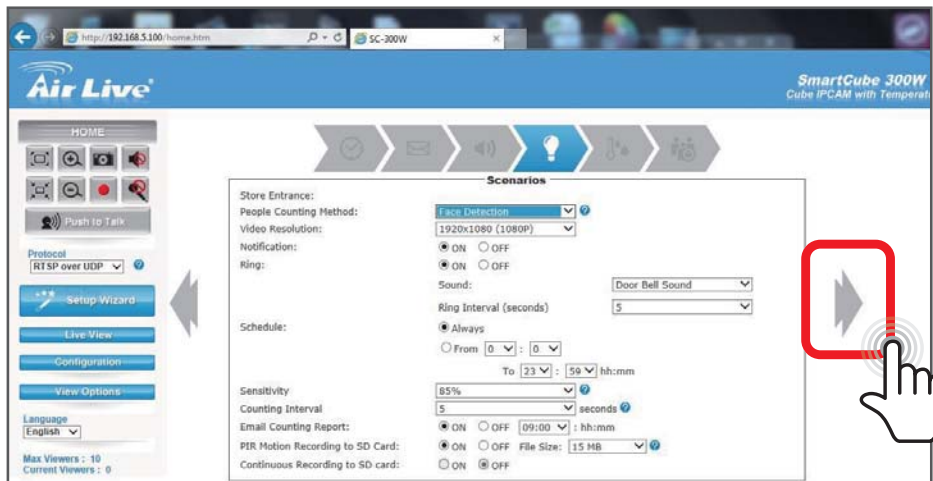 http://192.168.5.100/home.htm
SC-300W
Air Live
SmartCube 300W
Cube IPCAM with Temperat
HOME
Push to Talk
Protocol
RTSP over UDP
Setup Wizard
Live View
Configuration
View Options
Language
English
Max Viewers : 10
Current Viewers : 0
Scenarios
Store Entrance:
People Counting Method: Face Detection
Video Resolution: 1920x1080 (1080P)
Notification: ON OFF
Ring: ON OFF
Sound: Door Bell Sound
Ring Interval (seconds) 5
Schedule: Always
From 0 : 0
To 23 : 59 hh:mm
Sensitivity 85%
Counting Interval 5 seconds
Email Counting Report: ON OFF 09:00 : hh:mm
PIR Motion Recording to SD Card: ON OFF File Size: 15 MB
Continuous Recording to SD card: ON OFF